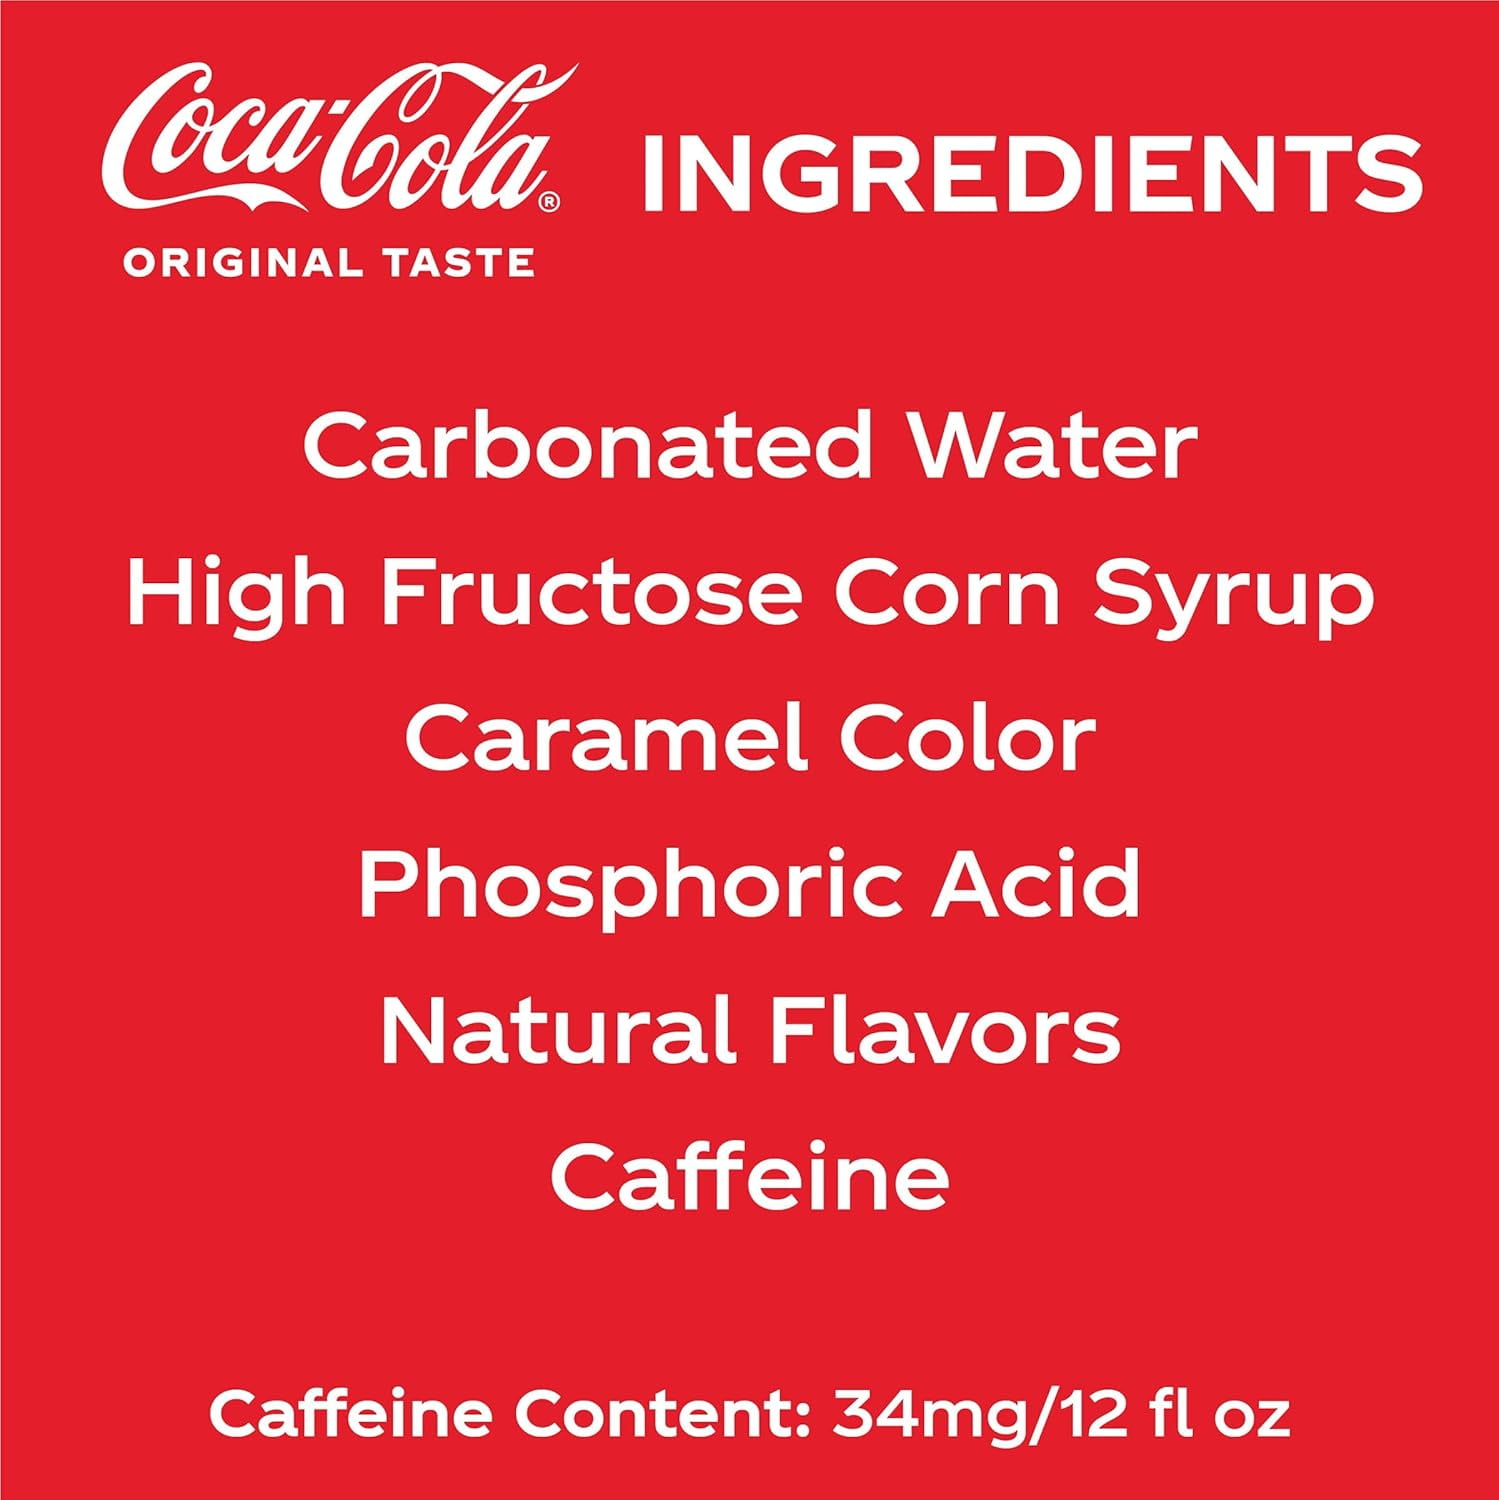 Coca-Cola® INGREDIENTS
ORIGINAL TASTE
Carbonated Water
High Fructose Corn Syrup
Caramel Color
Phosphoric Acid
Natural Flavors
Caffeine
Caffeine Content: 34mg/12 fl oz